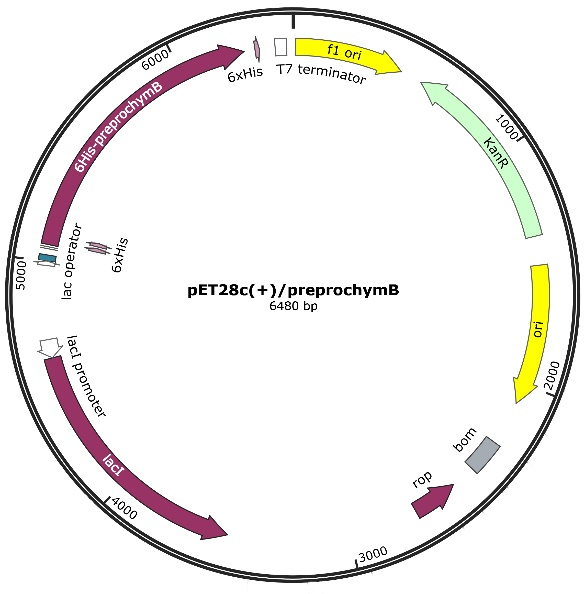 6000
6xHis
T7 terminator
f1 ori
1000
KanR
6His-preprochymB
lac operator
6xHis
5000
pET28c(+)/preprochymB
6480 bp
ori
lacI promoter
2000
bom
lacI
rop
4000
3000